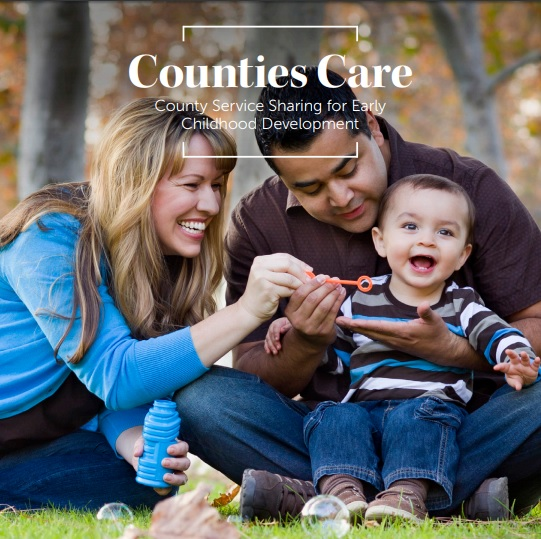 Counties Care
County Service Sharing for Early
Childhood Development